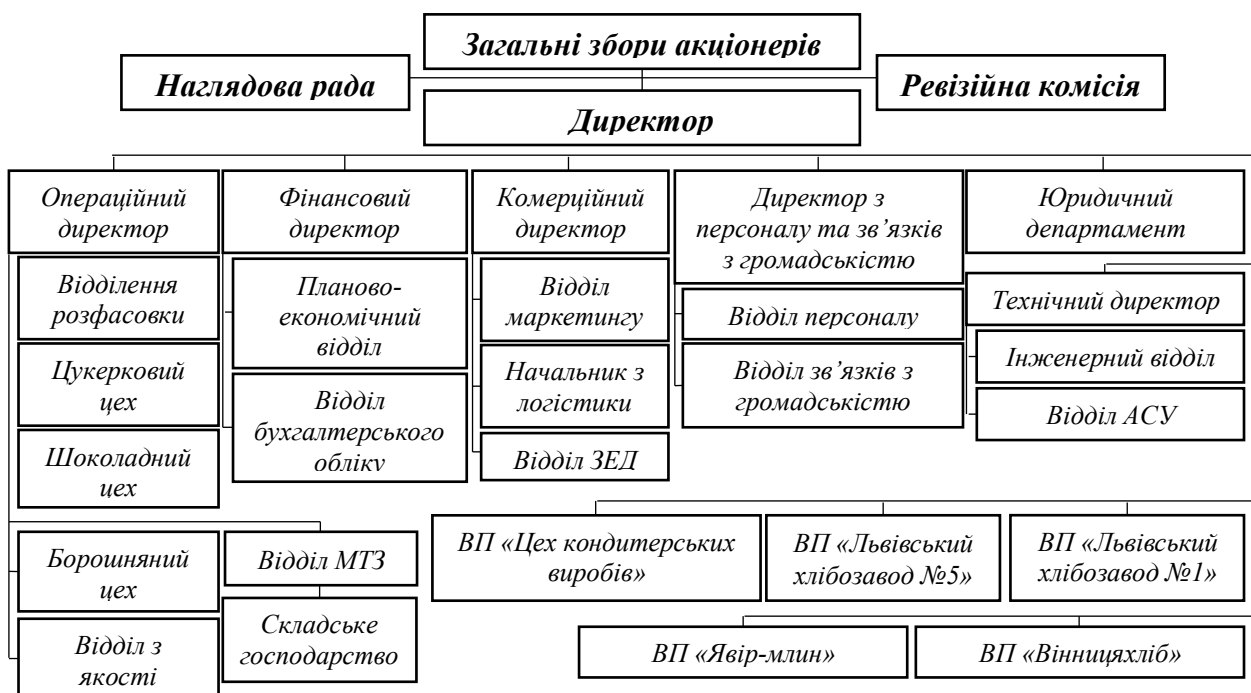 Загальні збори акціонерів
Наглядова рада
Ревізійна комісія
Директор
Операційний
директор
Фінансовий
директор
Комерційний
директор
Директор з
персоналу та зв’язків
з громадськістю
Юридичний
департамент
Відділення
розфасовки
Цукерковий
цех
Шоколадний
цех
Планово-
економічний
відділ
Відділ
бухгалтерського
обліку
Відділ
маркетингу
Начальник з
логістики
Відділ ЗЕД
Відділ персоналу
Відділ зв’язків з
громадськістю
Технічний директор
Інженерний відділ
Відділ АСУ
Борошняний
цех
Відділ з
якості
Відділ МТЗ
Складське
господарство
ВП «Цех кондитерських
виробів»
ВП «Львівський
хлібозавод №5»
ВП «Львівський
хлібозавод №1»
ВП «Явір-млин»
ВП «Вінницяхліб»